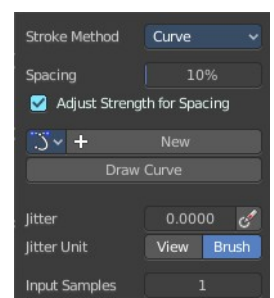 Stroke Method Curve
Spacing 10%
Adjust Strength for Spacing
New
Draw Curve
Jitter 0.0000
Jitter Unit View Brush
Input Samples 1